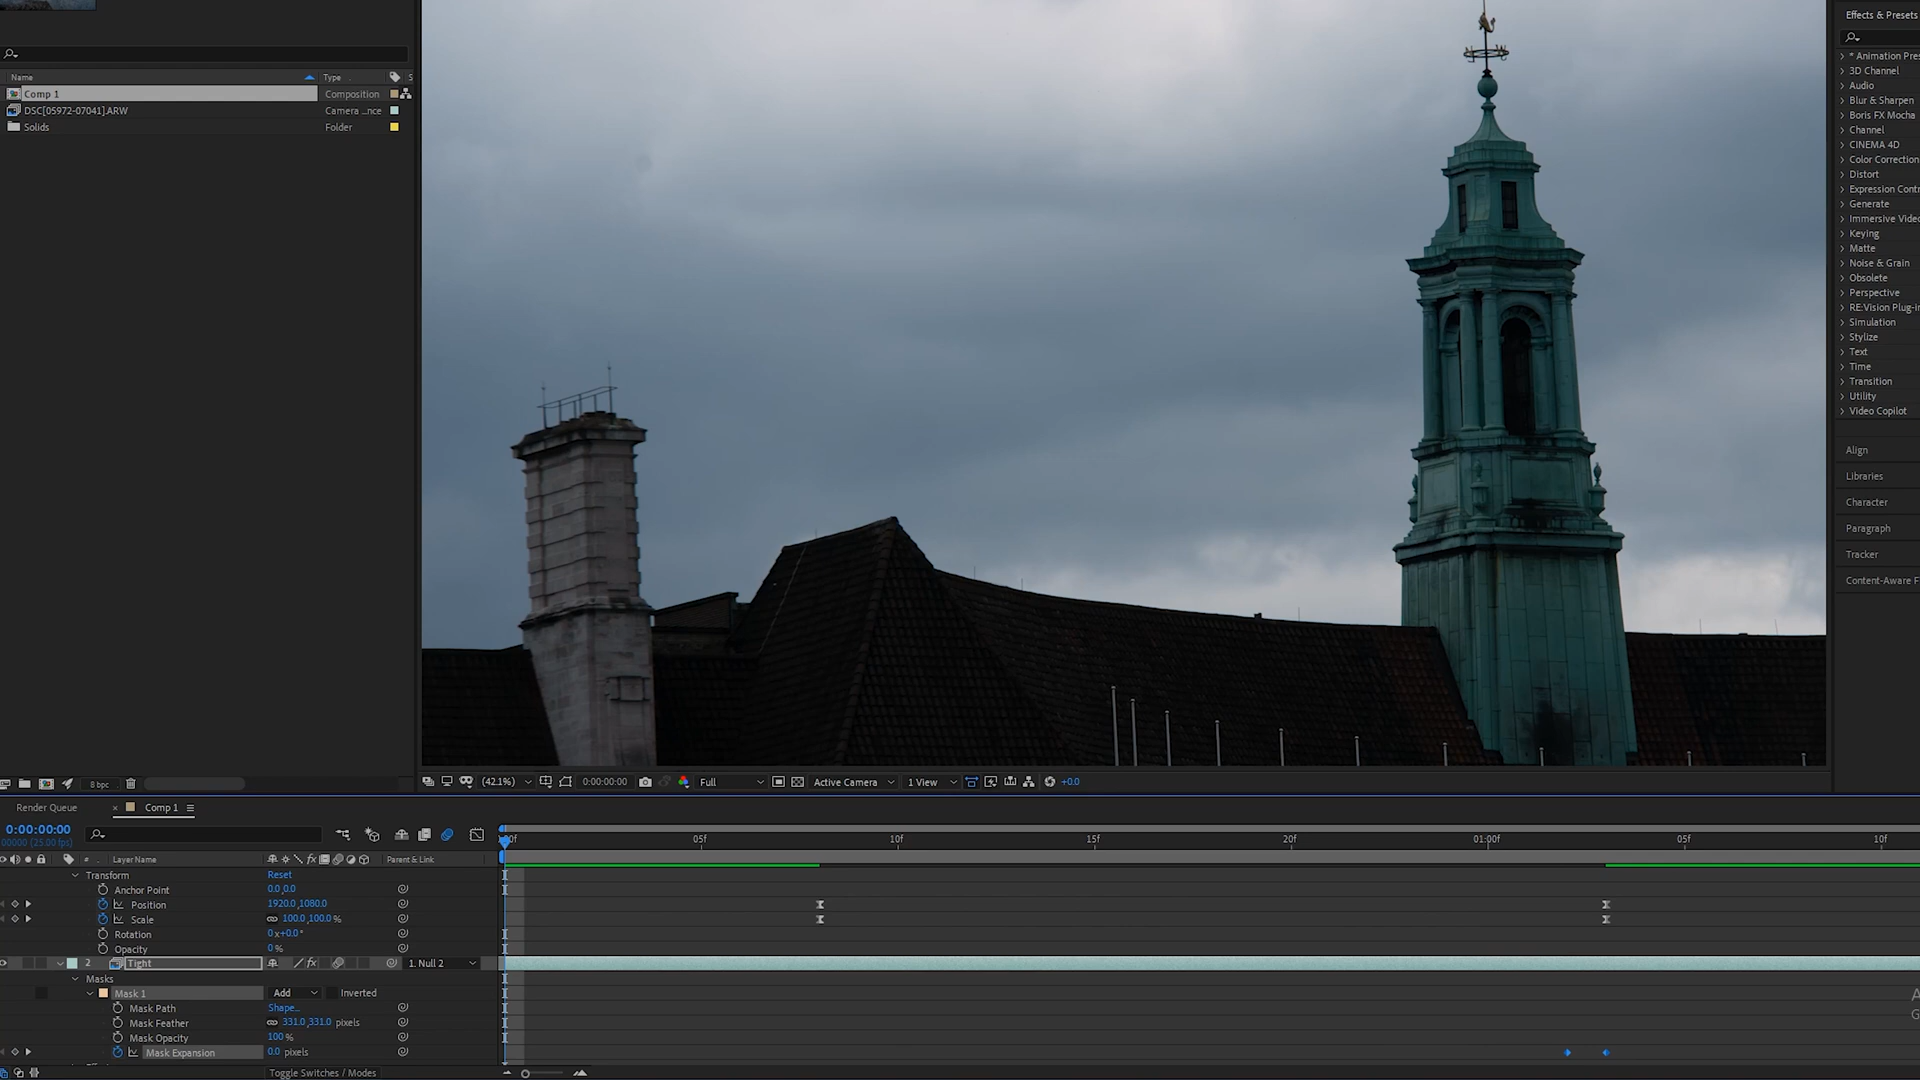 Effects & Presets
Name Type S
* Animation Pre
Comp 1 Composition
3D Channel
DSC[05972-07041].ARW Camera ...nce
Audio
Solids Folder
Blur & Sharpen
Boris FX Mocha
Channel
CINEMA 4D
Color Correction
Distort
Expression Contr
Generate
Immersive Video
Keying
Matte
Noise & Grain
Obsolete
Perspective
RE:Vision Plug-in
Simulation
Stylize
Text
Time
Transition
Utility
Video Copilot
Align
Libraries
Character
Paragraph
Tracker
Content-Aware F
8 bpc (42.1%) 0:00:00:00 Full Active Camera 1 View +0.0
Render Queue × Comp 1
0:00:00:00
00000 (25.00 fps)
:00f 05f 10f 15f 20f 01:00f 05f 10f
# Layer Name fx Parent & Link
Transform Reset
Anchor Point 0.0,0.0
Position 1920.0,1080.0
Scale 100.0,100.0 %
Rotation 0x+0.0°
Opacity 0 %
2 Tight fx 1. Null 2
Masks
Mask 1 Add Inverted
Mask Path Shape...
Mask Feather 331.0,331.0 pixels
Mask Opacity 100 %
Mask Expansion 0.0 pixels
Toggle Switches / Modes